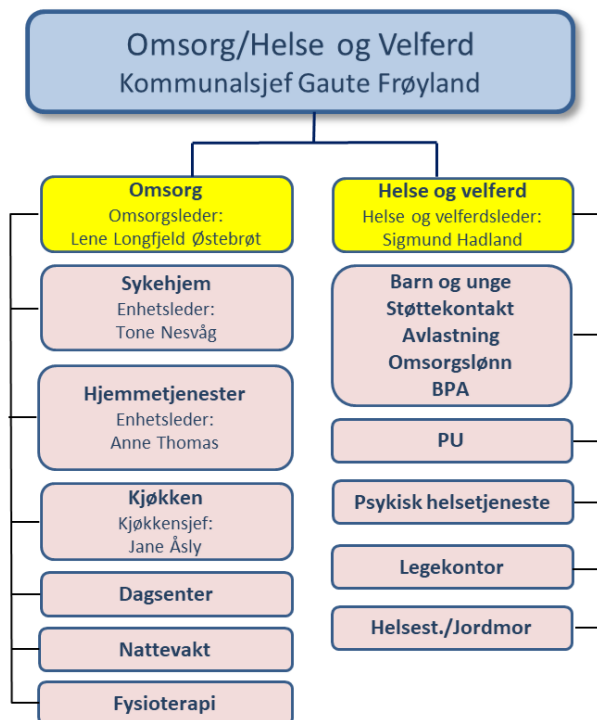 Omsorg/Helse og Velferd
Kommunalsjef Gaute Frøyland
Omsorg
Omsorgsleder:
Lene Longfjeld Østebrøt
Sykehjem
Enhetsleder:
Tone Nesvåg
Hjemmetjenester
Enhetsleder:
Anne Thomas
Kjøkken
Kjøkkensjef:
Jane Åsly
Dagsenter
Nattevakt
Fysioterapi
Helse og velferd
Helse og velferdsleder:
Sigmund Hadland
Barn og unge
Støttekontakt
Avlastning
Omsorgslønn
BPA
PU
Psykisk helsetjeneste
Legekontor
Helsest./Jordmor